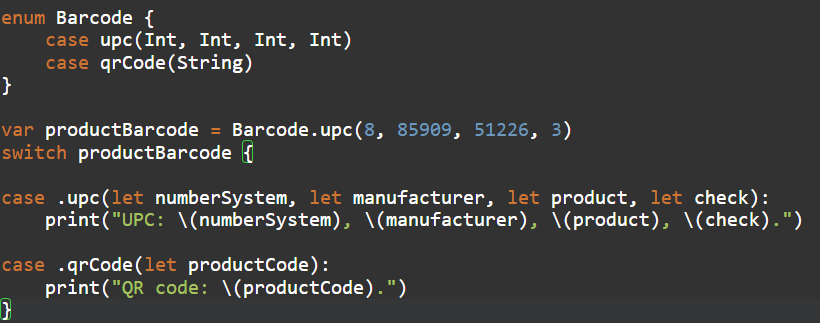 enum Barcode {
    case upc(Int, Int, Int, Int)
    case qrCode(String)
}
var productBarcode = Barcode.upc(8, 85909, 51226, 3)
switch productBarcode {
case .upc(let numberSystem, let manufacturer, let product, let check):
    print("UPC: \(numberSystem), \(manufacturer), \(product), \(check).")
case .qrCode(let productCode):
    print("QR code: \(productCode).")
}